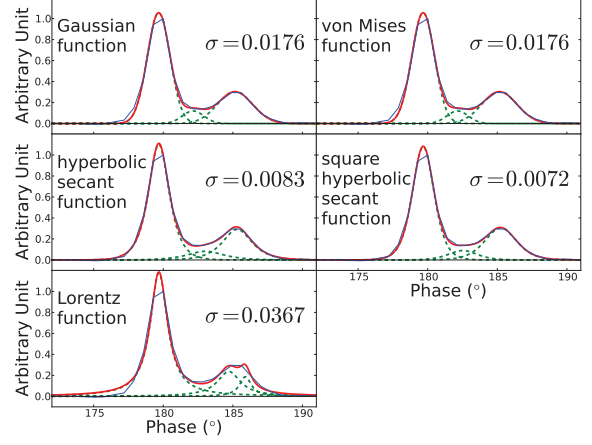 Arbitrary Unit
1.0
0.8
0.6
0.4
0.2
0.0
Gaussian
function
σ=0.0176
von Mises
function
σ=0.0176
Arbitrary Unit
1.0
0.8
0.6
0.4
0.2
0.0
hyperbolic
secant
function
σ=0.0083
square
hyperbolic
secant
function
σ=0.0072
175 180 185 190
Phase (°)
Arbitrary Unit
1.0
0.8
0.6
0.4
0.2
0.0
Lorentz
function
σ=0.0367
175 180 185 190
Phase (°)